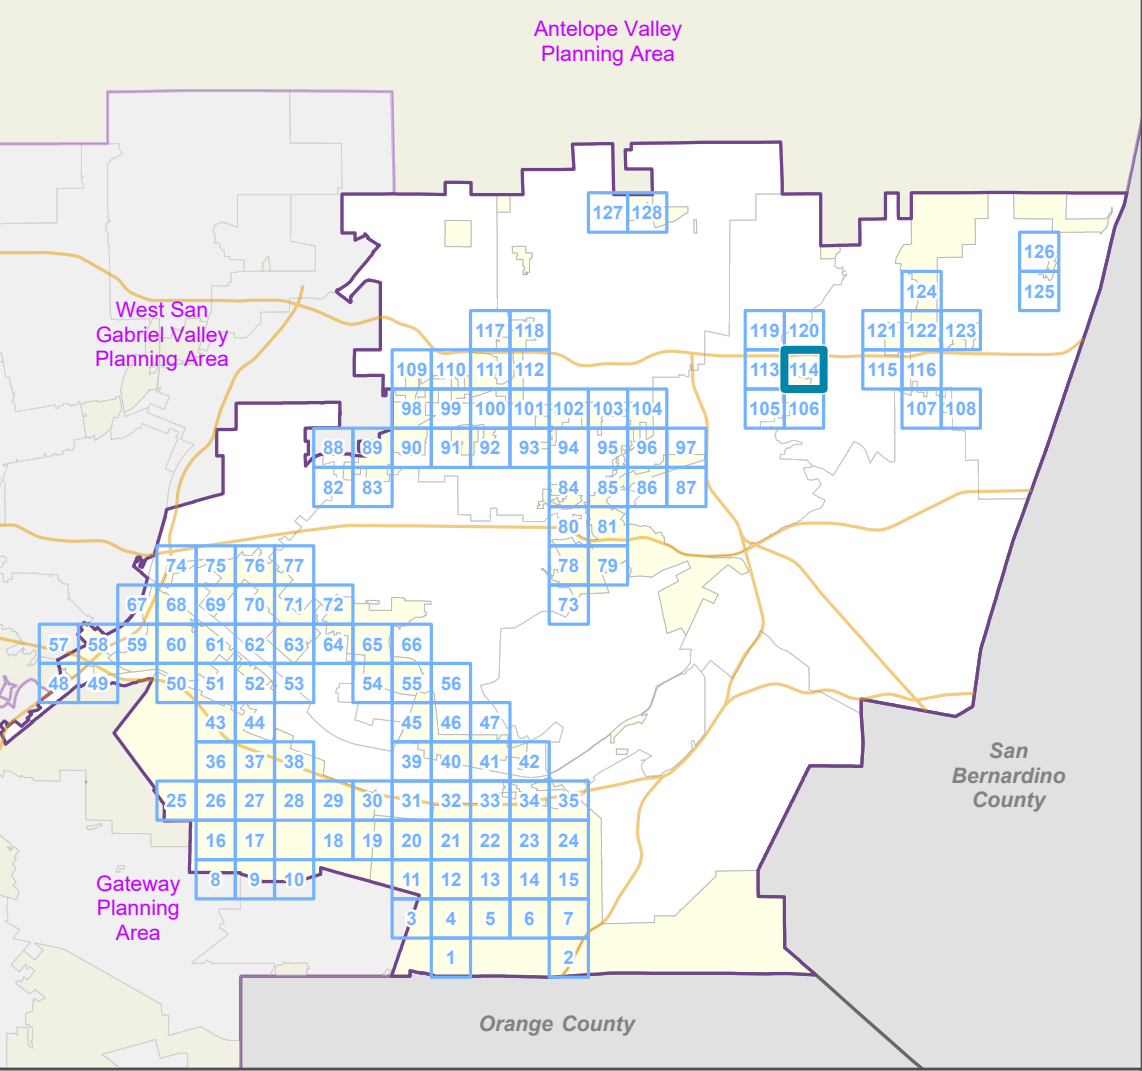 Antelope Valley
Planning Area
127 128
126
124 125
West San
Gabriel Valley
Planning Area
117 118 119 120 121 122 123
109 110 111 112 113 114 115 116
98 99 100 101 102 103 104 105 106 107 108
88 89 90 91 92 93 94 95 96 97
82 83 84 85 86 87
80 81
74 75 76 77 78 79
67 68 69 70 71 72 73
57 58 59 60 61 62 63 64 65 66
48 49 50 51 52 53 54 55 56
43 44 45 46 47
36 37 38 39 40 41 42
San
Bernardino
County
25 26 27 28 29 30 31 32 33 34 35
16 17 18 19 20 21 22 23 24
8 9 10 11 12 13 14 15
Gateway
Planning
Area
3 4 5 6 7
1 2
Orange County